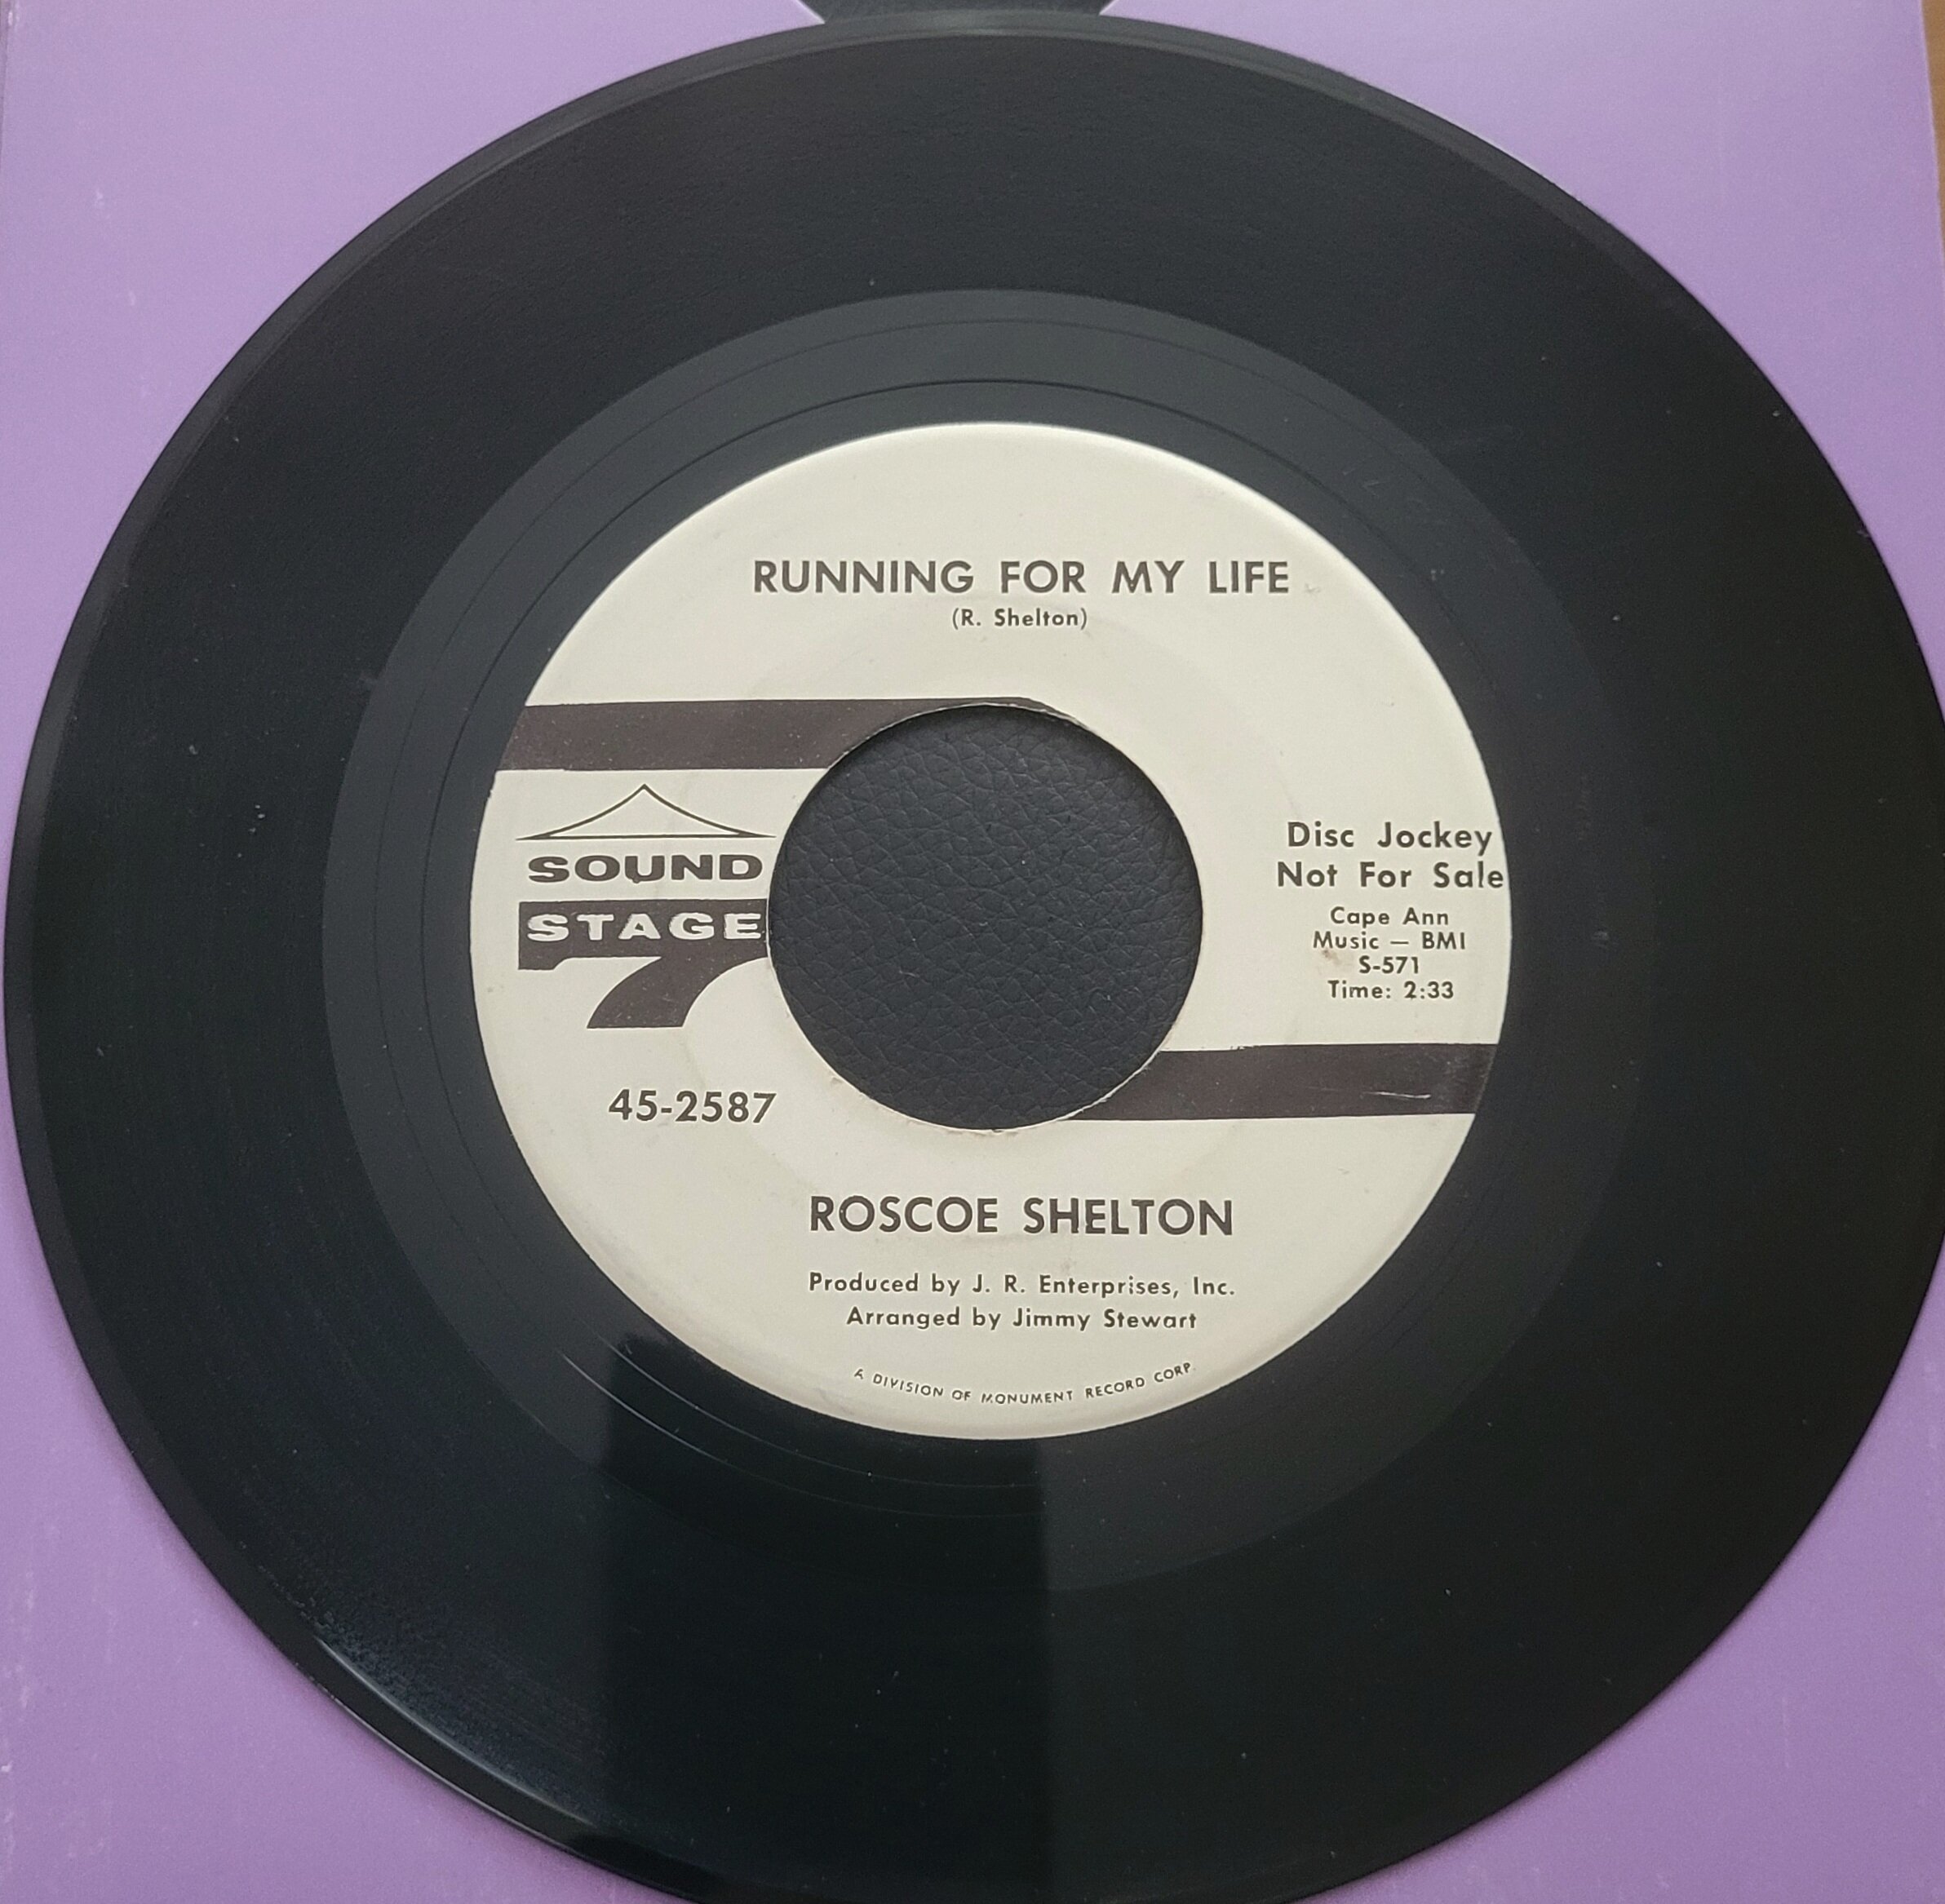 RUNNING FOR MY LIFE
(R. Shelton)
SOUND
STAGE
7
Disc Jockey
Not For Sale
Cape Ann
Music — BMI
S-571
Time: 2:33
45-2587
ROSCOE SHELTON
Produced by J. R. Enterprises, Inc.
Arranged by Jimmy Stewart
A DIVISION OF MONUMENT RECORD CORP.